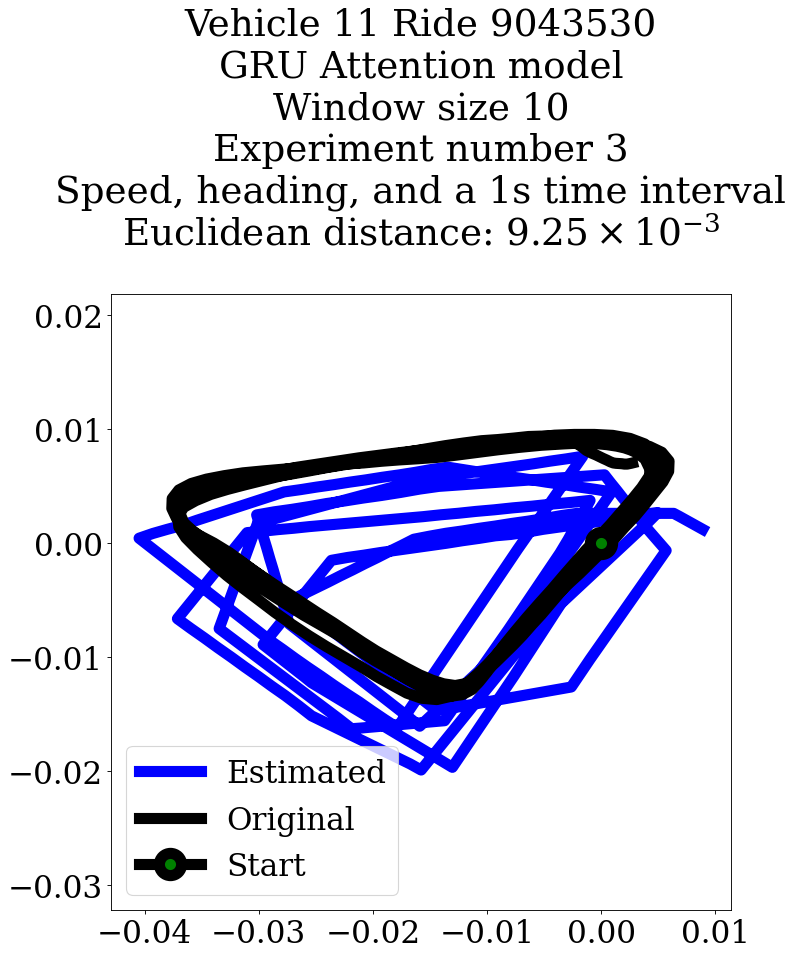 Vehicle 11 Ride 9043530
GRU Attention model
Window size 10
Experiment number 3
Speed, heading, and a 1s time interval
Euclidean distance: 9.25 × 10⁻³
0.02
0.01
0.00
−0.01
−0.02
−0.03
Estimated
Original
Start
−0.04 −0.03 −0.02 −0.01 0.00 0.01